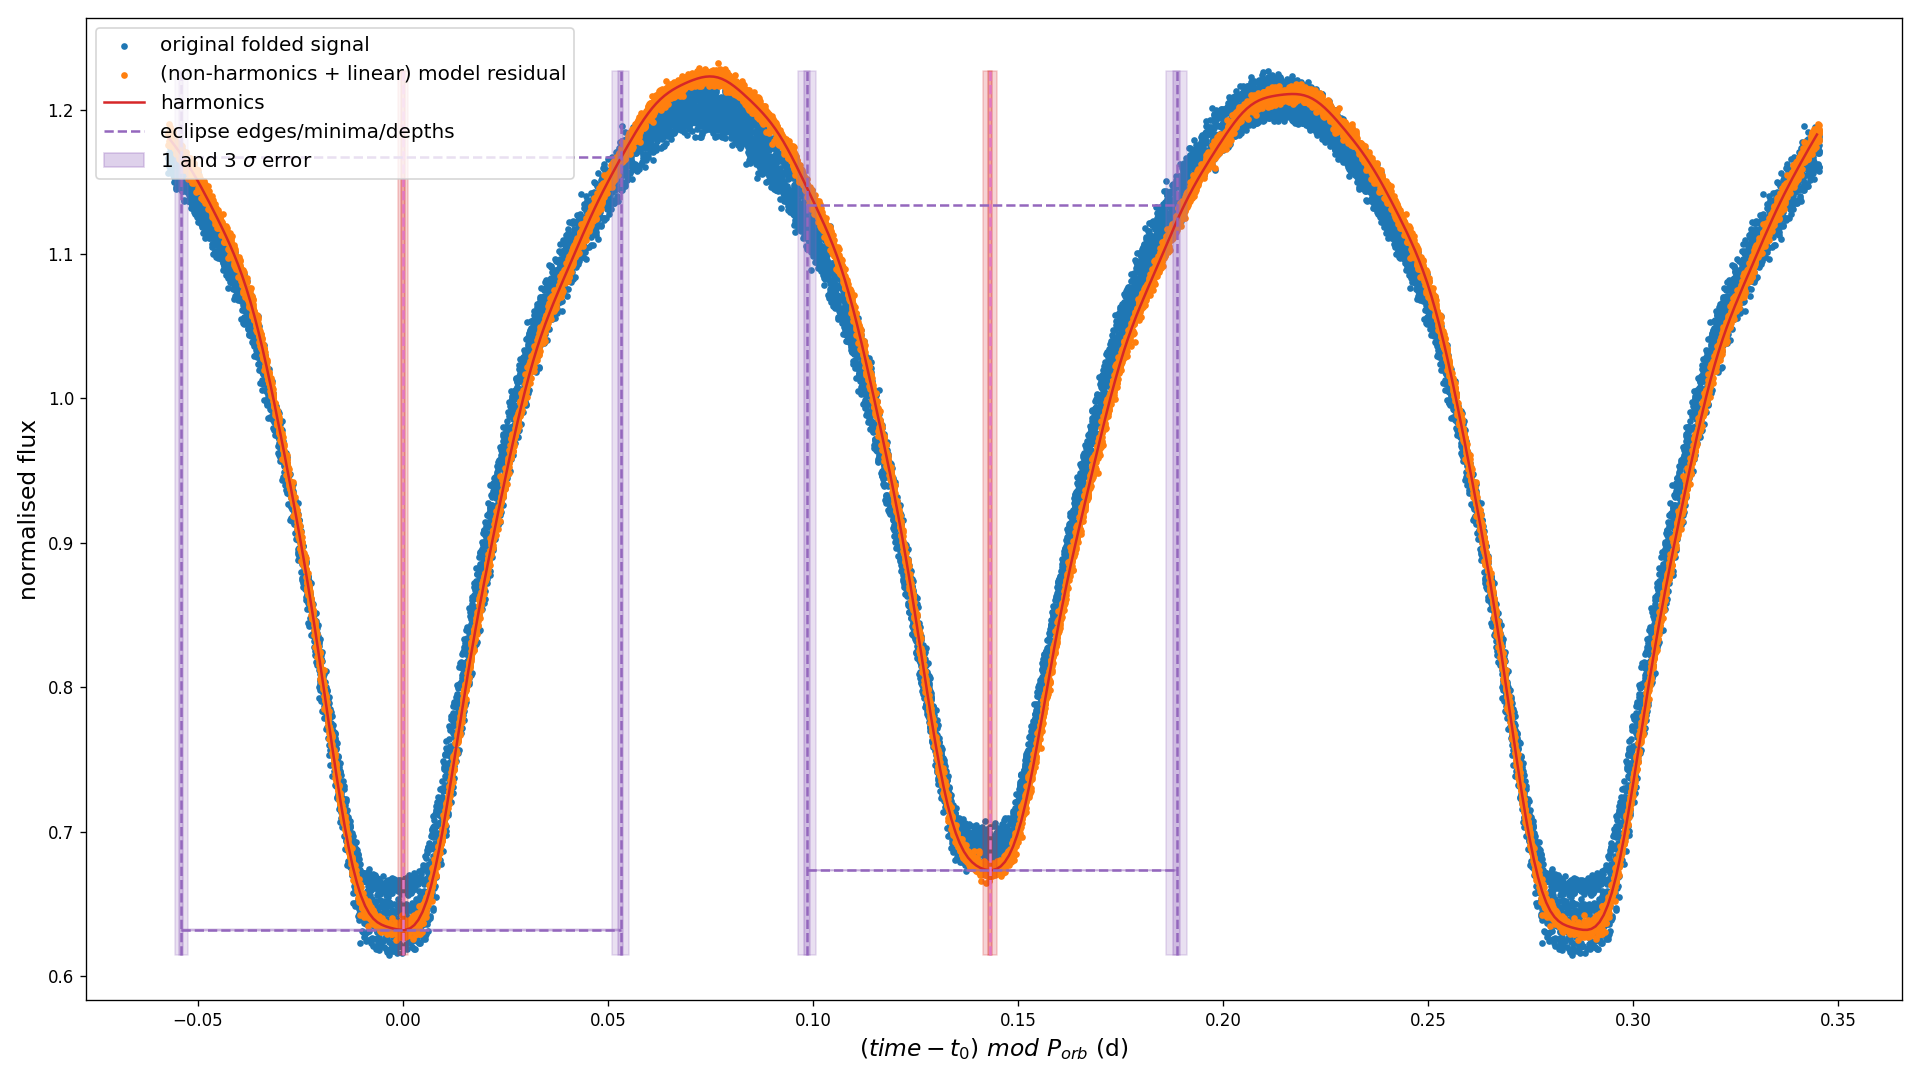 original folded signal
(non-harmonics + linear) model residual
harmonics
eclipse edges/minima/depths
1 and 3 σ error
normalised flux
1.2
1.1
1.0
0.9
0.8
0.7
0.6
−0.05 0.00 0.05 0.10 0.15 0.20 0.25 0.30 0.35
(time − t₀) mod Pₒᵣb (d)